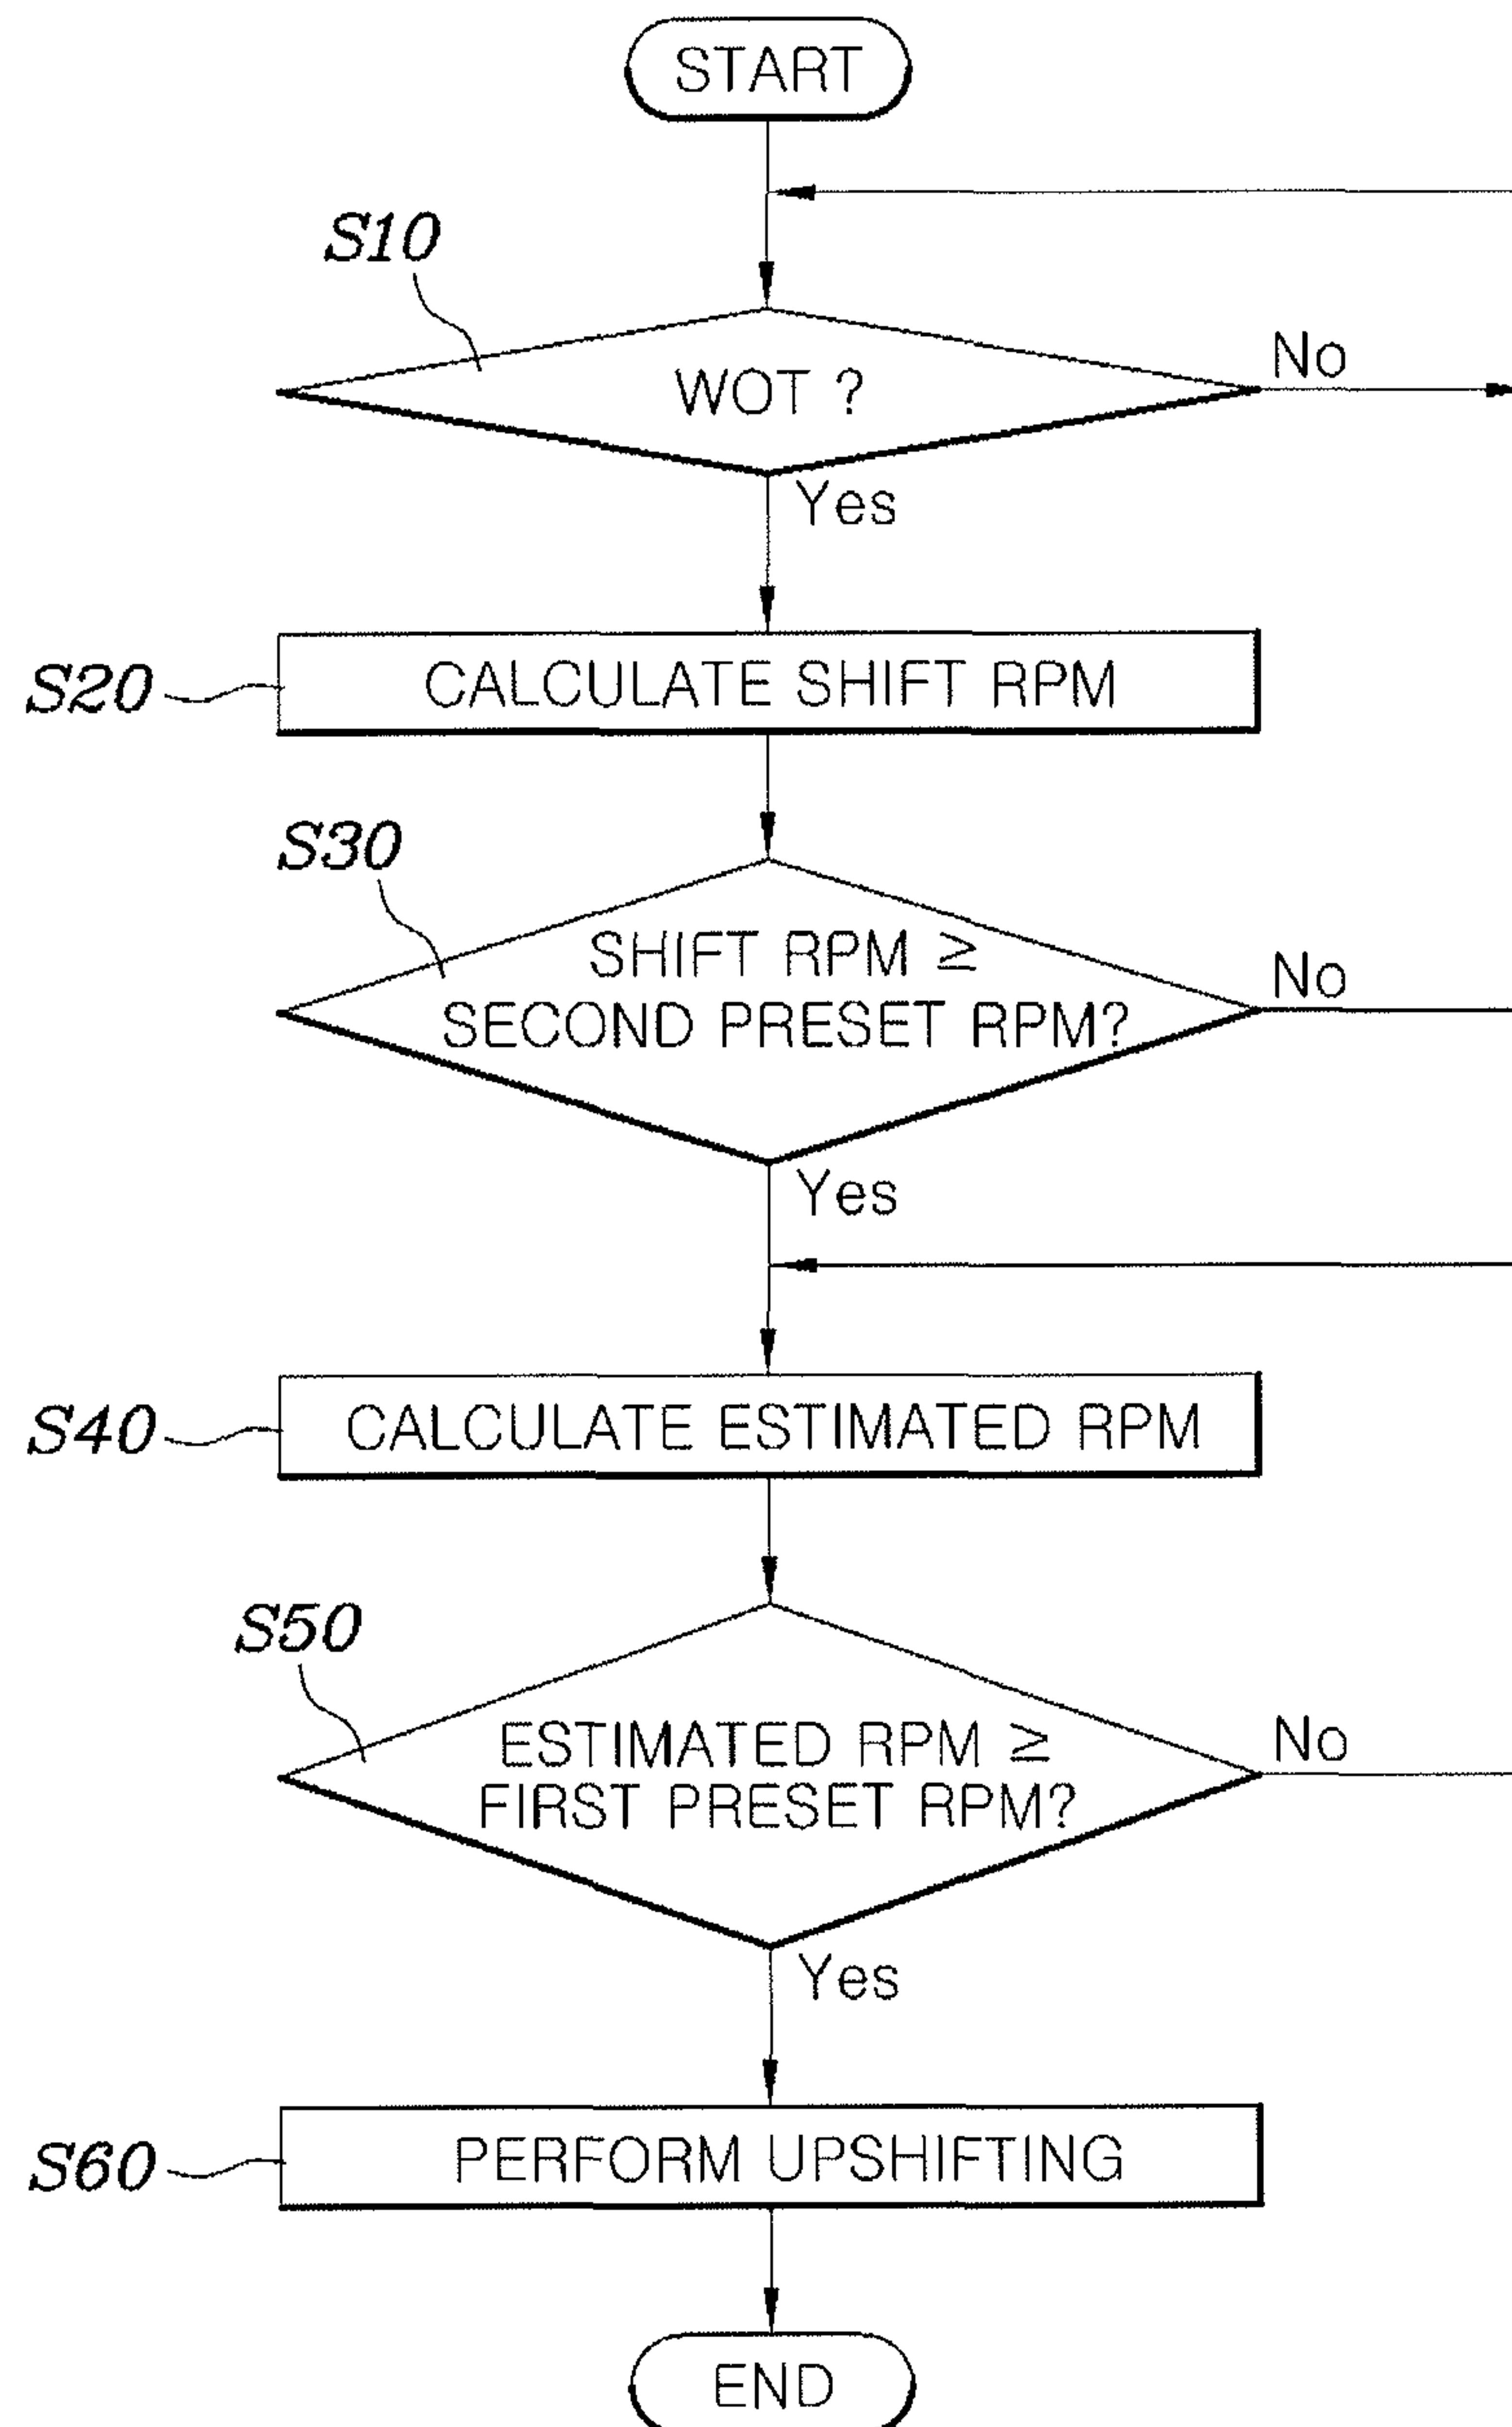 START
S10
WOT ?
No
Yes
S20
CALCULATE SHIFT RPM
S30
SHIFT RPM ≥
SECOND PRESET RPM?
No
Yes
S40
CALCULATE ESTIMATED RPM
S50
ESTIMATED RPM ≥
FIRST PRESET RPM?
No
Yes
S60
PERFORM UPSHIFTING
END